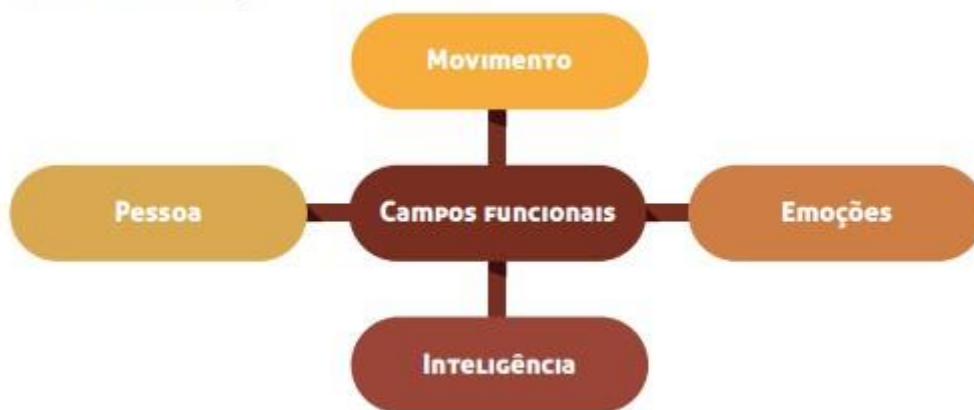 Movimento
Pessoa
Campos funcionais
Emoções
Inteligência